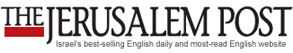 THE JERUSALEM POST
Israel's best-selling English daily and most-read English website